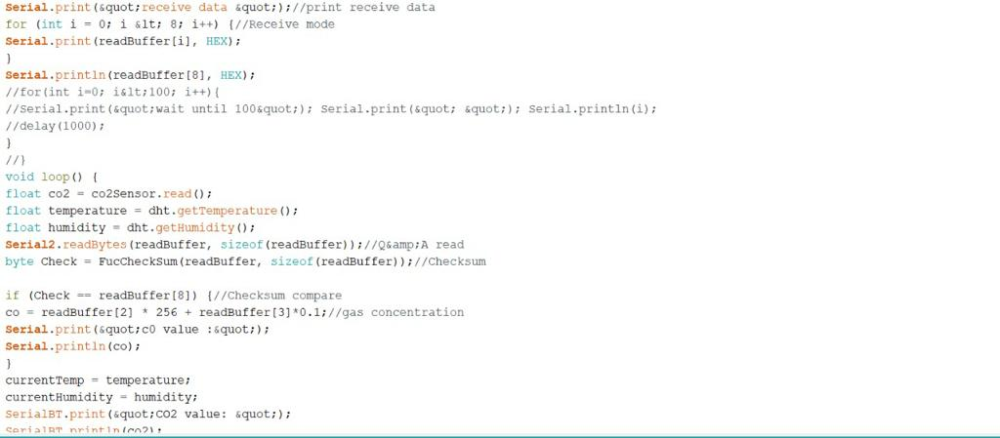 Serial.print(&quot;receive data &quot;);//print receive data
for (int i = 0; i &lt; 8; i++) {//Receive mode
Serial.print(readBuffer[i], HEX);
}
Serial.println(readBuffer[8], HEX);
//for(int i=0; i&lt;100; i++){
//Serial.print(&quot;wait until 100&quot;); Serial.print(&quot; &quot;); Serial.println(i);
//delay(1000);
}
//}
void loop() {
float co2 = co2Sensor.read();
float temperature = dht.getTemperature();
float humidity = dht.getHumidity();
Serial2.readBytes(readBuffer, sizeof(readBuffer));//Q&amp;A read
byte Check = FucCheckSum(readBuffer, sizeof(readBuffer));//Checksum
if (Check == readBuffer[8]) {//Checksum compare
co = readBuffer[2] * 256 + readBuffer[3]*0.1;//gas concentration
Serial.print(&quot;c0 value :&quot;);
Serial.println(co);
}
currentTemp = temperature;
currentHumidity = humidity;
SerialBT.print(&quot;CO2 value: &quot;);
SerialBT.println(co2);